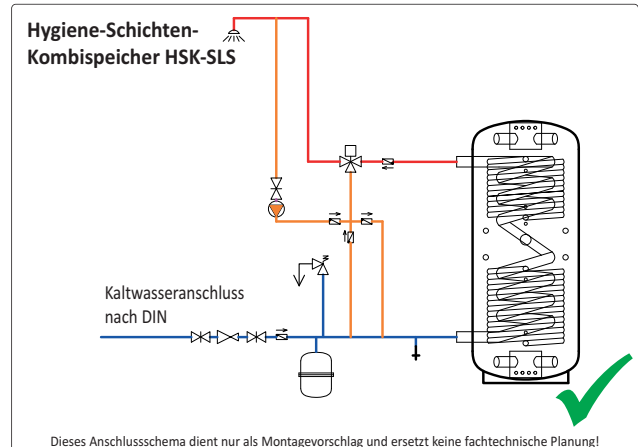 Hygiene-Schichten-
Kombispeicher HSK-SLS
Kaltwasseranschluss
nach DIN
Dieses Anschlussschema dient nur als Montagevorschlag und ersetzt keine fachtechnische Planung!